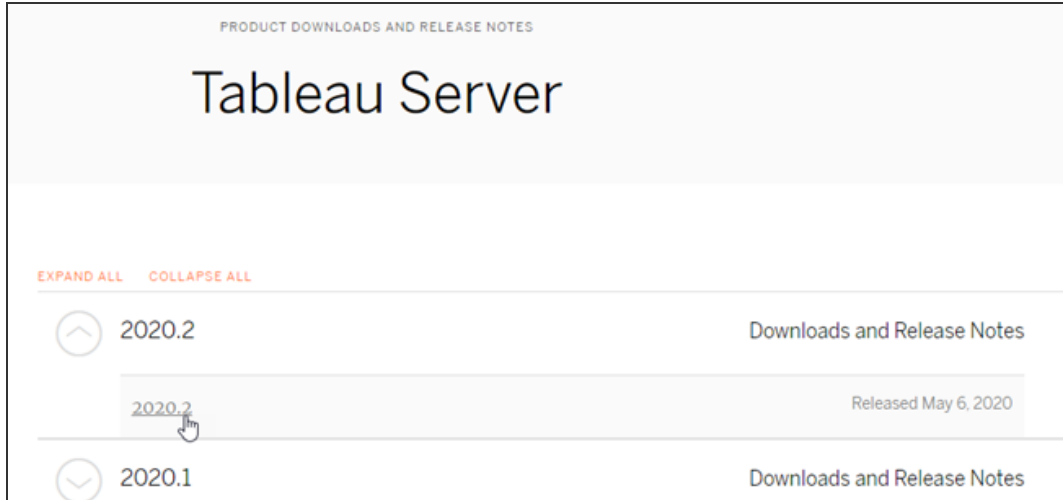 PRODUCT DOWNLOADS AND RELEASE NOTES
Tableau Server
EXPAND ALL COLLAPSE ALL
2020.2 Downloads and Release Notes
2020.2 Released May 6, 2020
2020.1 Downloads and Release Notes